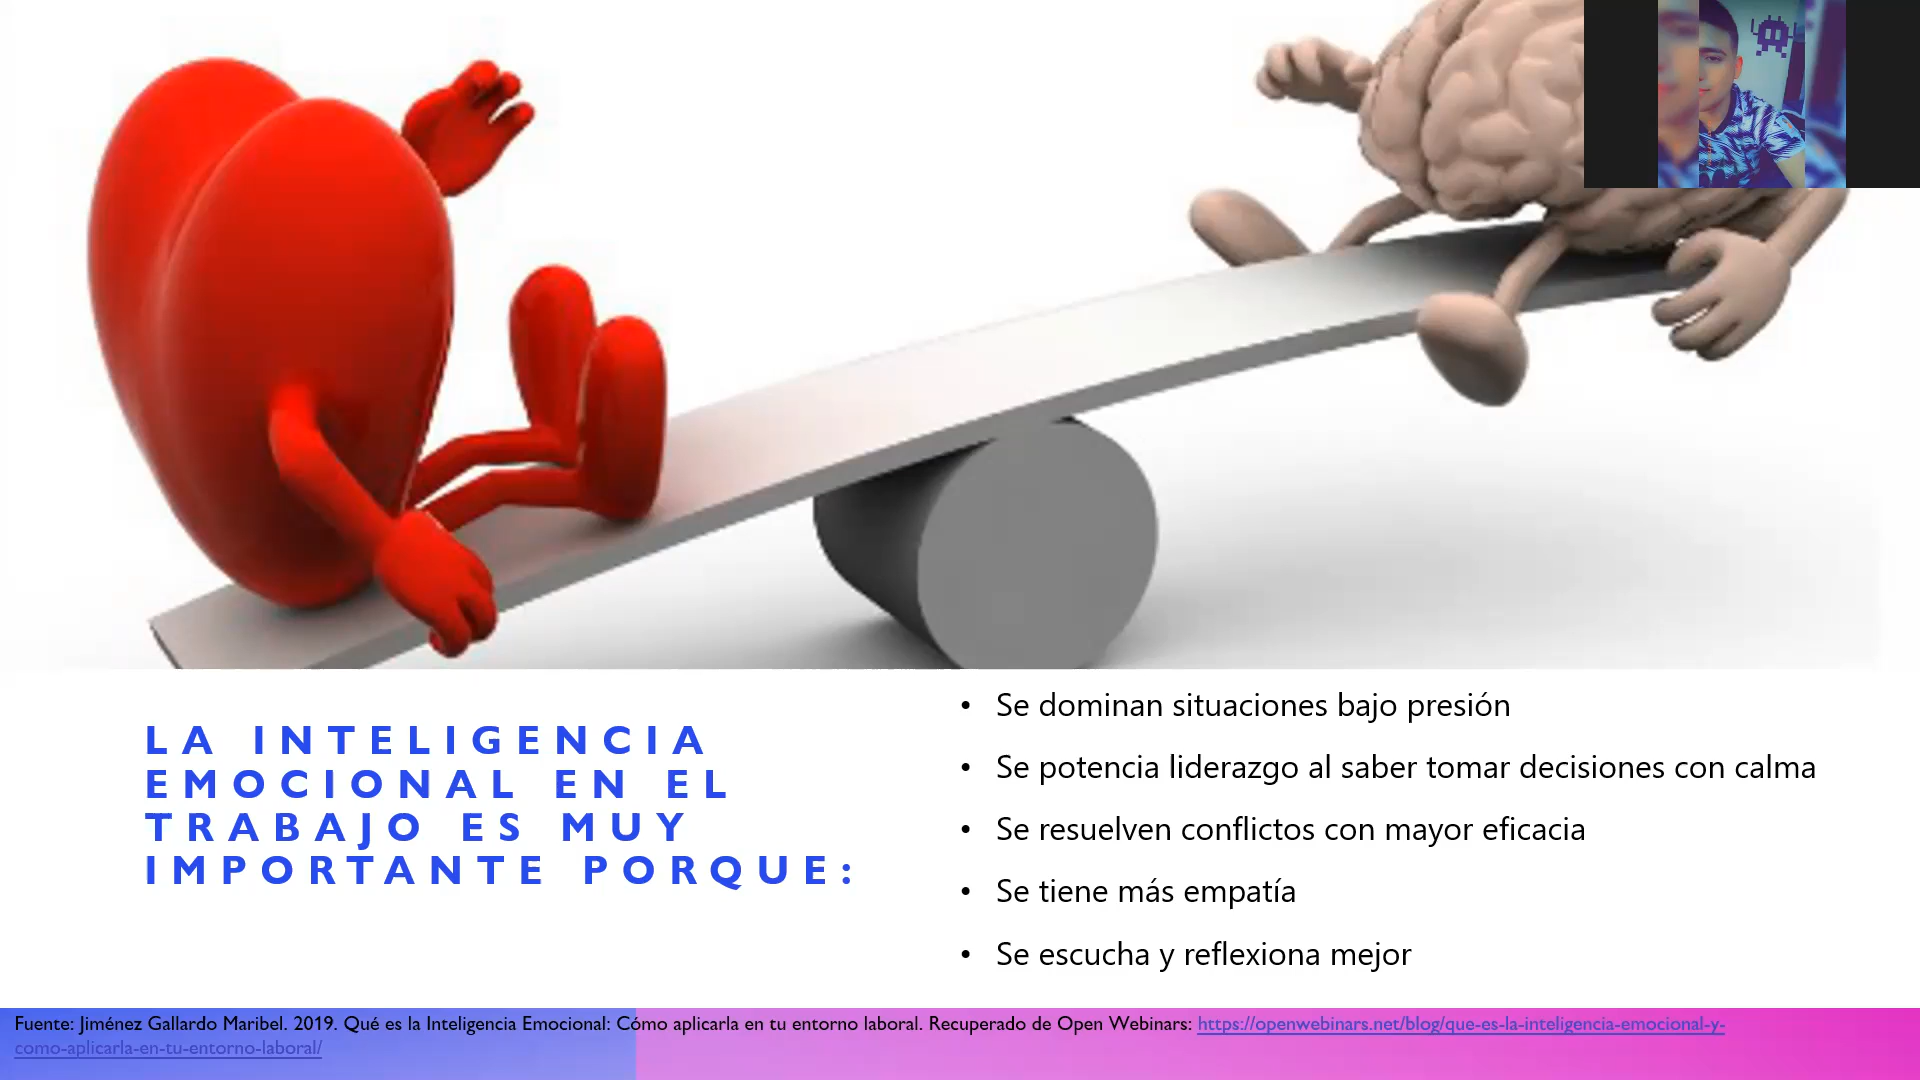 LA INTELIGENCIA
EMOCIONAL EN EL
TRABAJO ES MUY
IMPORTANTE PORQUE:
• Se dominan situaciones bajo presión
• Se potencia liderazgo al saber tomar decisiones con calma
• Se resuelven conflictos con mayor eficacia
• Se tiene más empatía
• Se escucha y reflexiona mejor
Fuente: Jiménez Gallardo Maribel. 2019. Qué es la Inteligencia Emocional: Cómo aplicarla en tu entorno laboral. Recuperado de Open Webinars: https://openwebinars.net/blog/que-es-la-inteligencia-emocional-y-
como-aplicarla-en-tu-entorno-laboral/